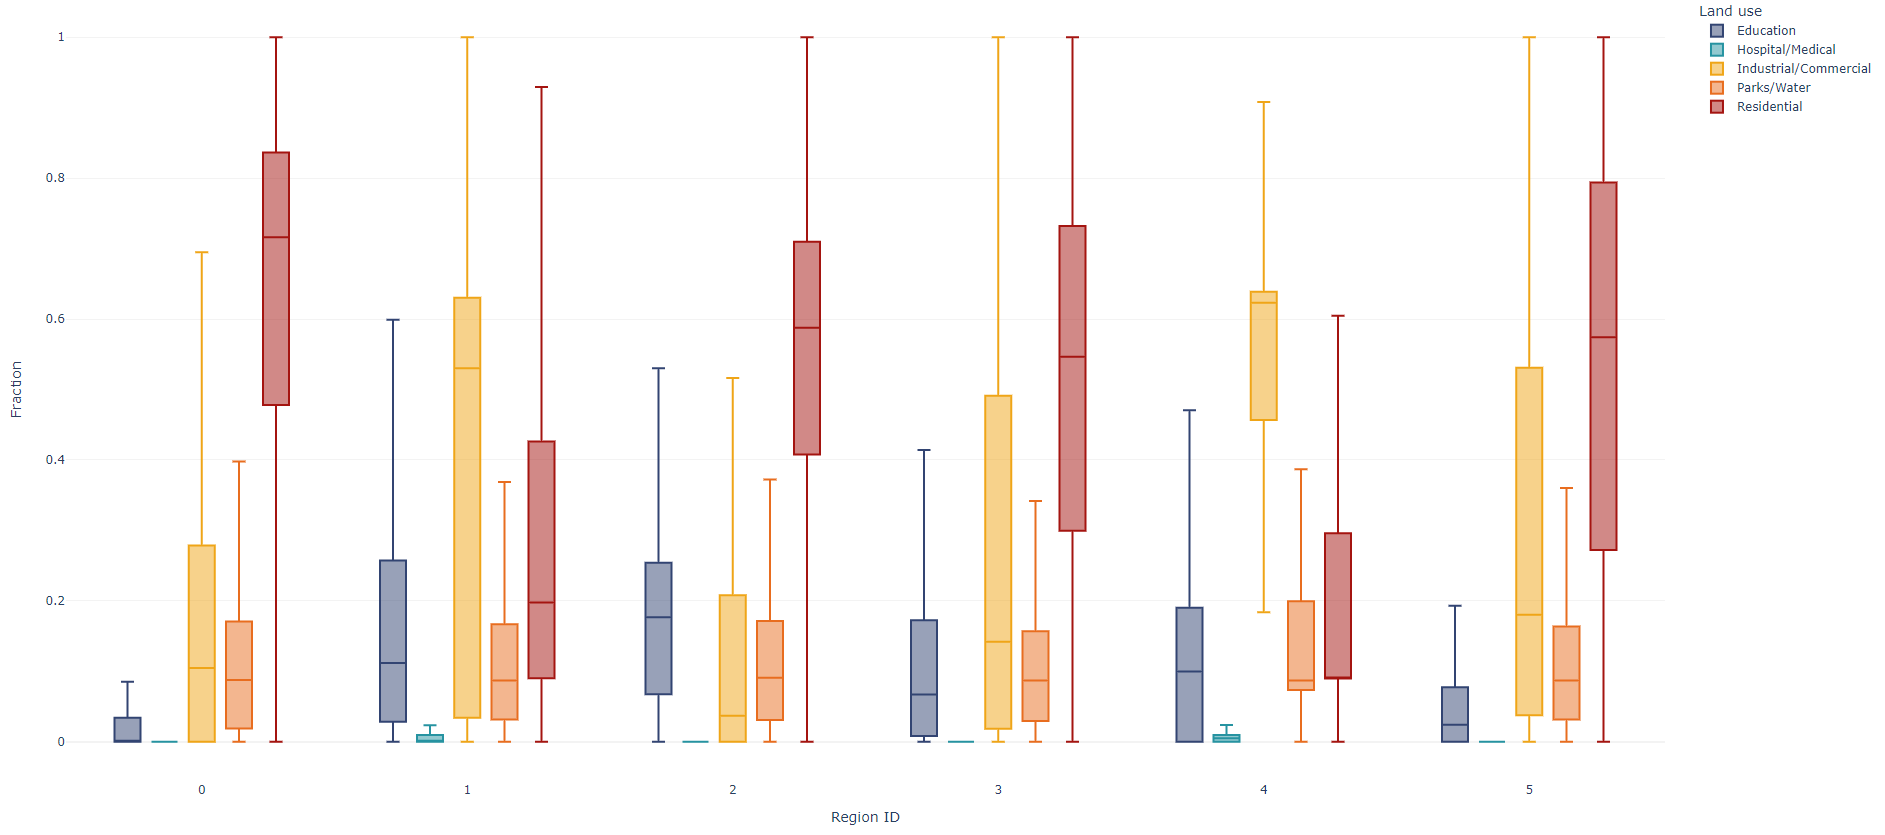 Land use
Education
Hospital/Medical
Industrial/Commercial
Parks/Water
Residential
1
0.8
0.6
0.4
0.2
0
Fraction
0 1 2 3 4 5
Region ID